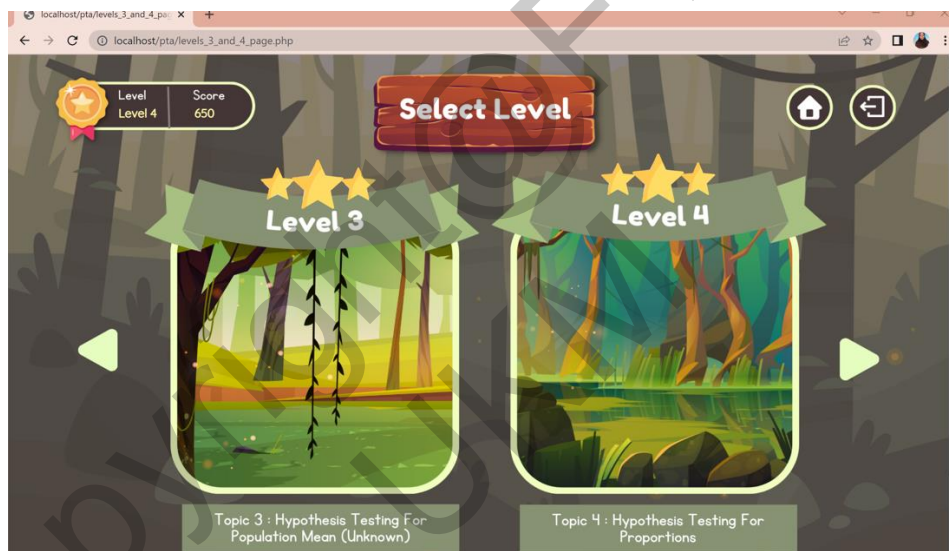 localhost/pta/levels_3_and_4_pag
localhost/pta/levels_3_and_4_page.php
Level Score
Level 4 650
Select Level
Level 3
Level 4
Topic 3 : Hypothesis Testing For
Population Mean (Unknown)
Topic 4 : Hypothesis Testing For
Proportions